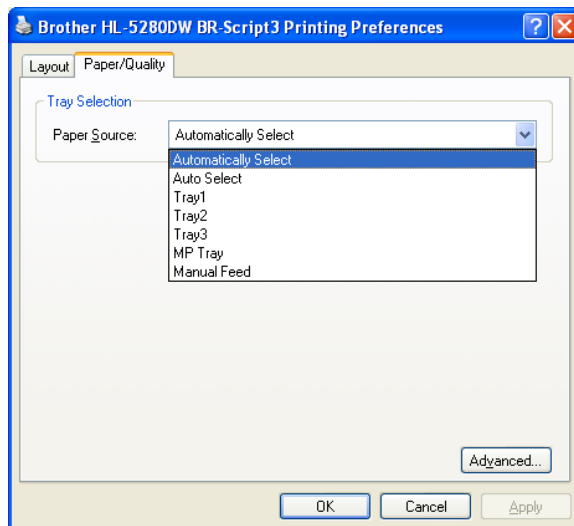 Brother HL-5280DW BR-Script3 Printing Preferences ?
Layout Paper/Quality
Tray Selection
Paper Source: Automatically Select
Automatically Select
Auto Select
Tray1
Tray2
Tray3
MP Tray
Manual Feed
Advanced...
OK Cancel Apply